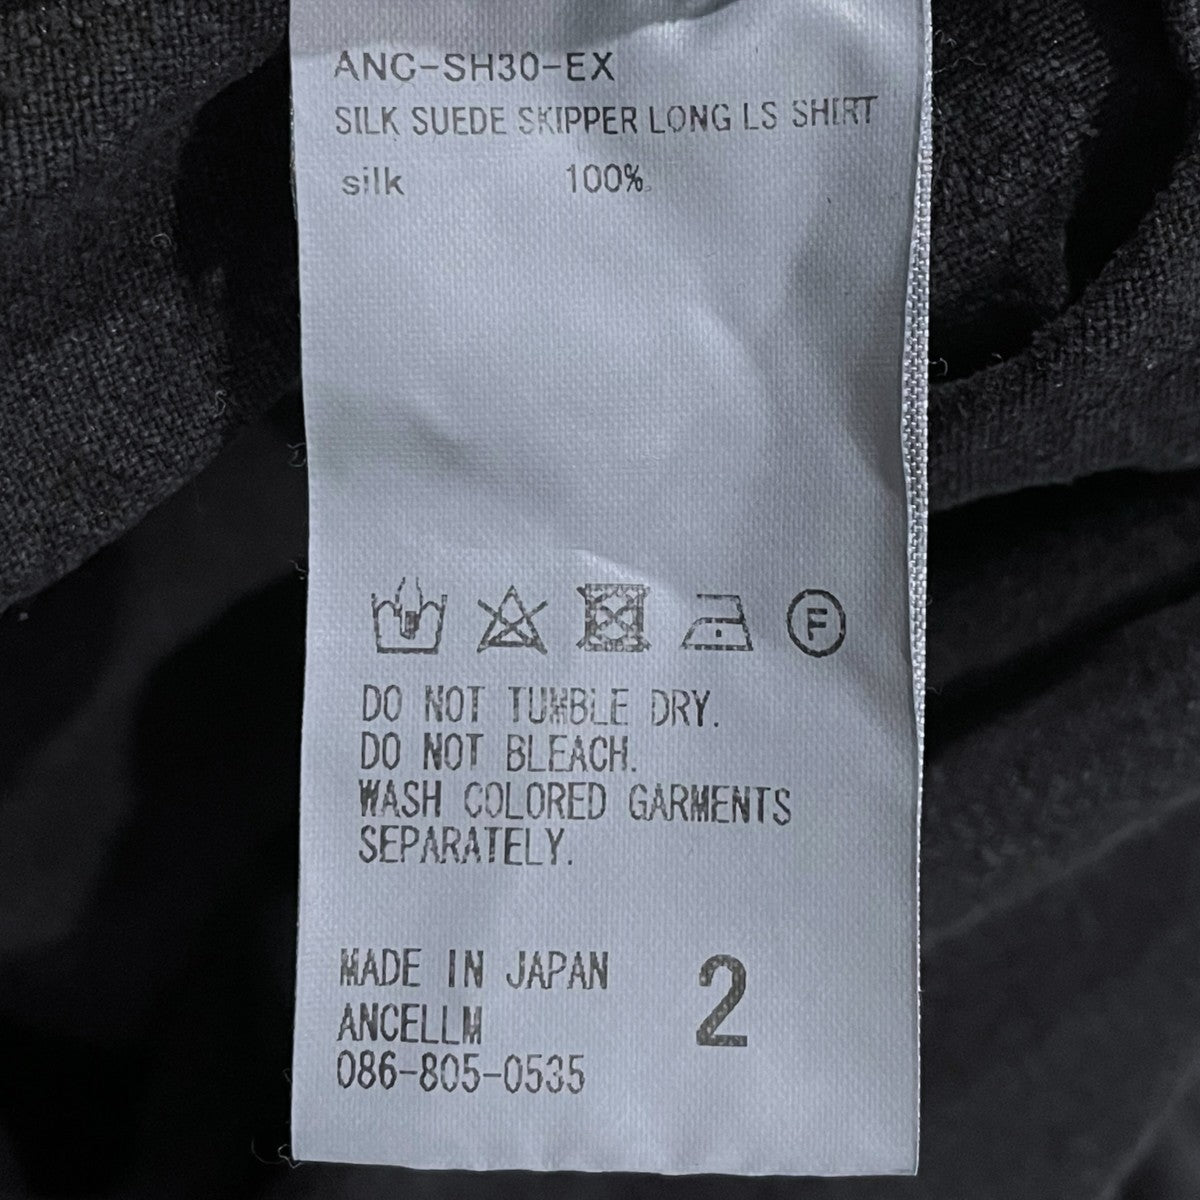 ANC-SH30-EX
SILK SUEDE SKIPPER LONG LS SHIRT
silk 100%
F
DO NOT TUMBLE DRY.
DO NOT BLEACH.
WASH COLORED GARMENTS
SEPARATELY.
MADE IN JAPAN
2
ANCELLM
086-805-0535